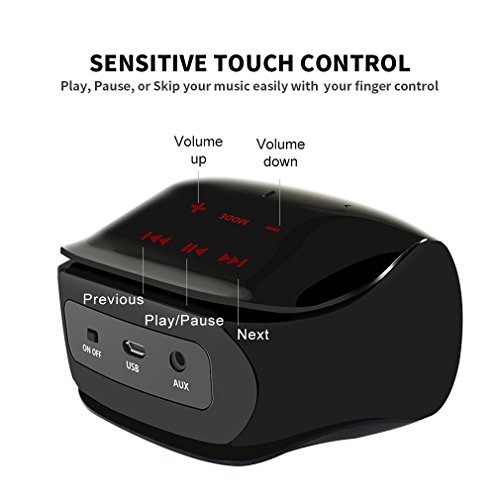 SENSITIVE TOUCH CONTROL
Play, Pause, or Skip your music easily with your finger control
Volume
up
Volume
down
MODE
Previous
Play/Pause
Next
ON OFF
USB
AUX